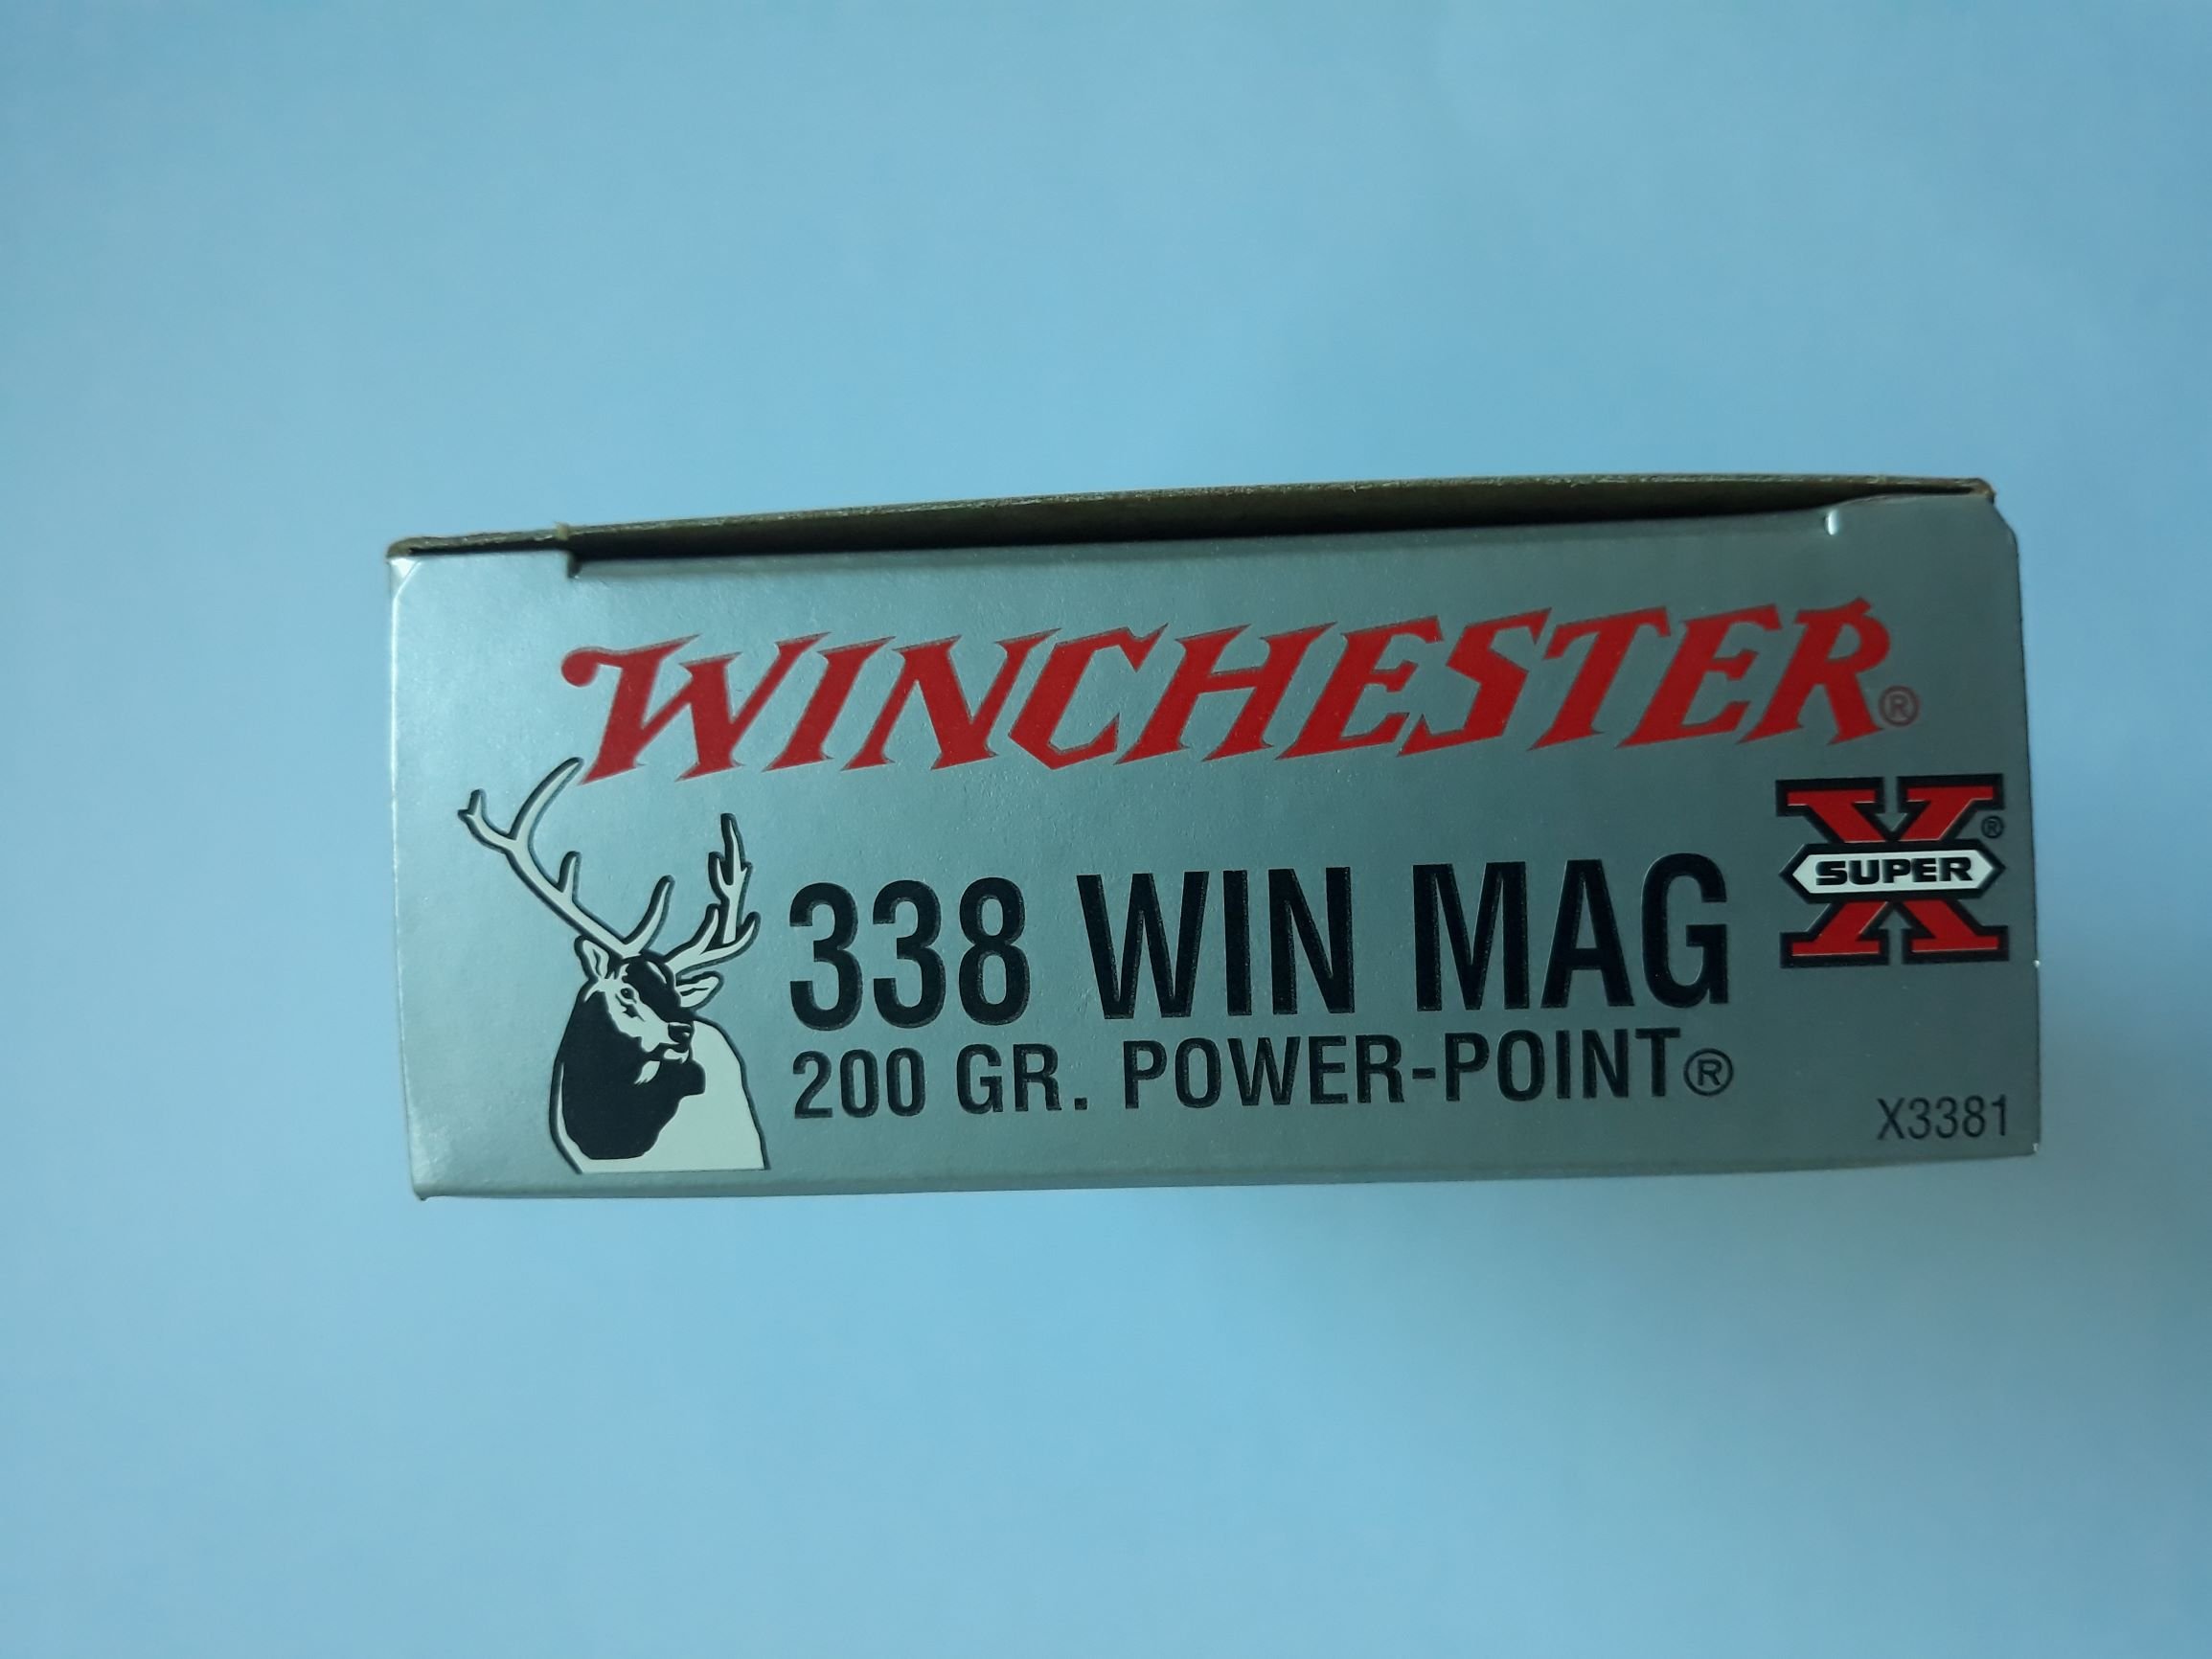 WINCHESTER®
X®
SUPER
338 WIN MAG
200 GR. POWER-POINT®
X3381